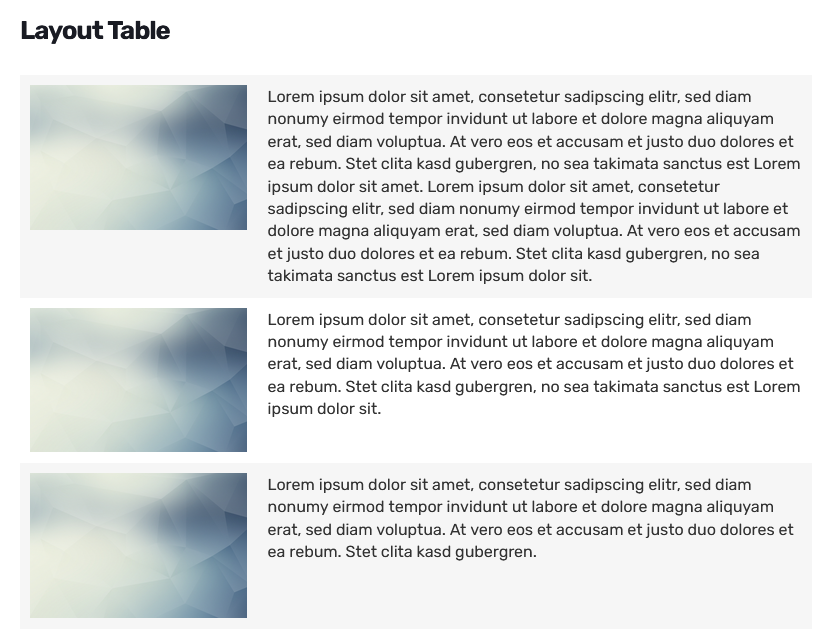 Layout Table
Lorem ipsum dolor sit amet, consetetur sadipscing elitr, sed diam
nonumy eirmod tempor invidunt ut labore et dolore magna aliquyam
erat, sed diam voluptua. At vero eos et accusam et justo duo dolores et
ea rebum. Stet clita kasd gubergren, no sea takimata sanctus est Lorem
ipsum dolor sit amet. Lorem ipsum dolor sit amet, consetetur
sadipscing elitr, sed diam nonumy eirmod tempor invidunt ut labore et
dolore magna aliquyam erat, sed diam voluptua. At vero eos et accusam
et justo duo dolores et ea rebum. Stet clita kasd gubergren, no sea
takimata sanctus est Lorem ipsum dolor sit.
Lorem ipsum dolor sit amet, consetetur sadipscing elitr, sed diam
nonumy eirmod tempor invidunt ut labore et dolore magna aliquyam
erat, sed diam voluptua. At vero eos et accusam et justo duo dolores et
ea rebum. Stet clita kasd gubergren, no sea takimata sanctus est Lorem
ipsum dolor sit.
Lorem ipsum dolor sit amet, consetetur sadipscing elitr, sed diam
nonumy eirmod tempor invidunt ut labore et dolore magna aliquyam
erat, sed diam voluptua. At vero eos et accusam et justo duo dolores et
ea rebum. Stet clita kasd gubergren.